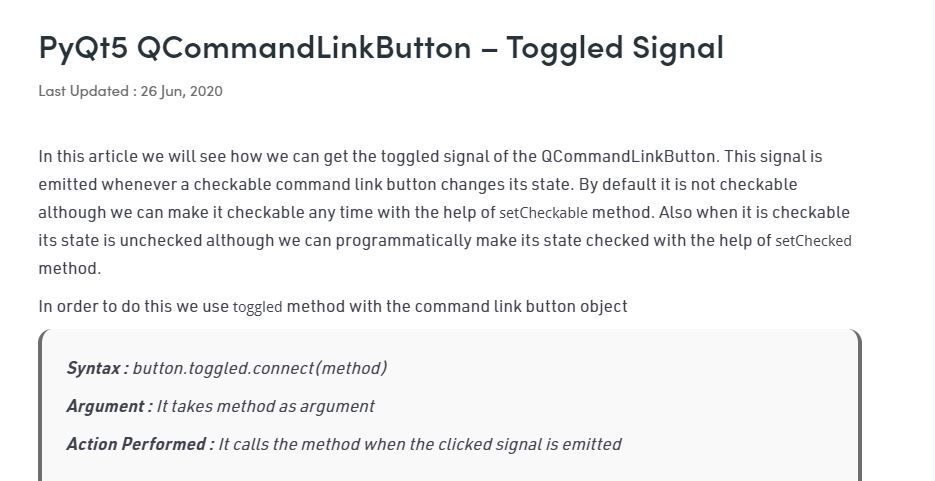 PyQt5 QCommandLinkButton – Toggled Signal
Last Updated : 26 Jun, 2020
In this article we will see how we can get the toggled signal of the QCommandLinkButton. This signal is
emitted whenever a checkable command link button changes its state. By default it is not checkable
although we can make it checkable any time with the help of setCheckable method. Also when it is checkable
its state is unchecked although we can programmatically make its state checked with the help of setChecked
method.
In order to do this we use toggled method with the command link button object
Syntax : button.toggled.connect(method)
Argument : It takes method as argument
Action Performed : It calls the method when the clicked signal is emitted